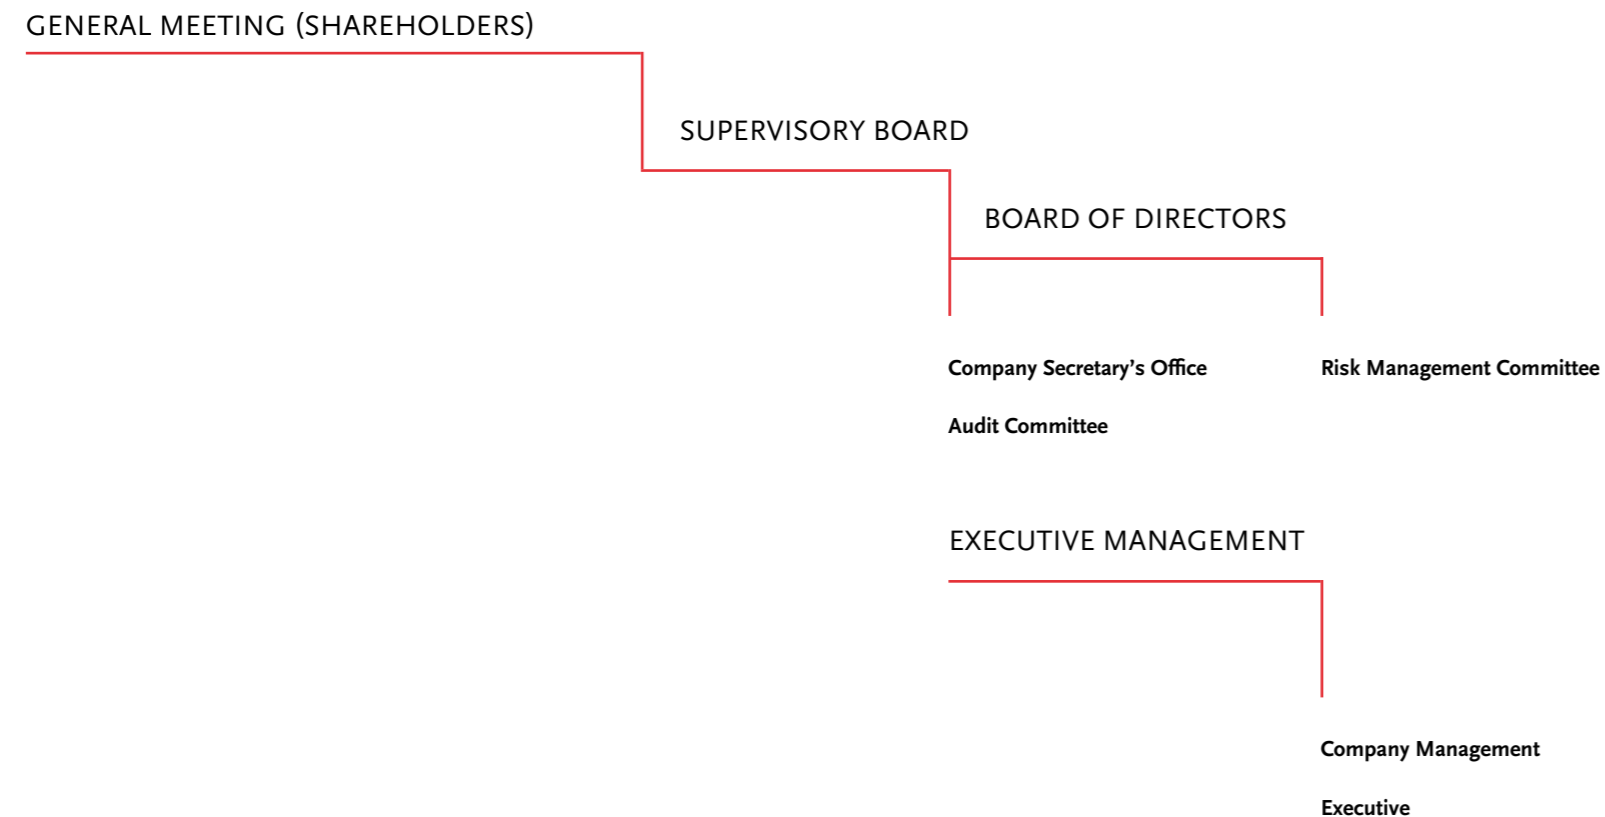 GENERAL MEETING (SHAREHOLDERS)
SUPERVISORY BOARD
BOARD OF DIRECTORS
Company Secretary’s Office
Risk Management Committee
Audit Committee
EXECUTIVE MANAGEMENT
Company Management
Executive